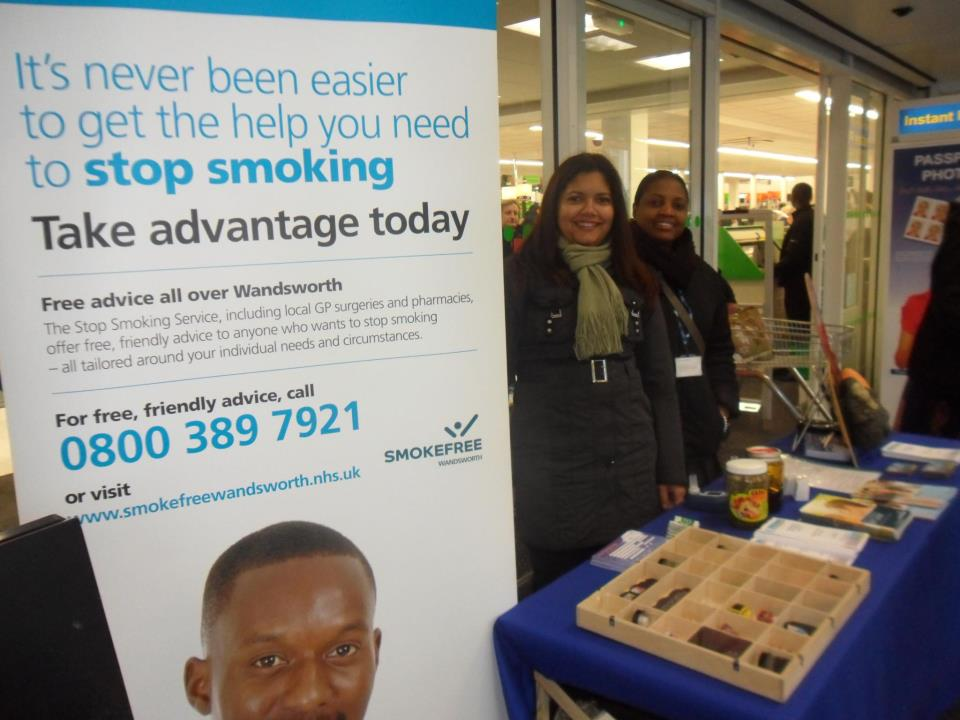 It's never been easier
to get the help you need
to stop smoking
Take advantage today
Free advice all over Wandsworth
The Stop Smoking Service, including local GP surgeries and pharmacies,
offer free, friendly advice to anyone who wants to stop smoking
– all tailored around your individual needs and circumstances.
For free, friendly advice, call
0800 389 7921
or visit
www.smokefreewandsworth.nhs.uk
SMOKEFREE
WANDSWORTH
Instant
PASSP
PHOT